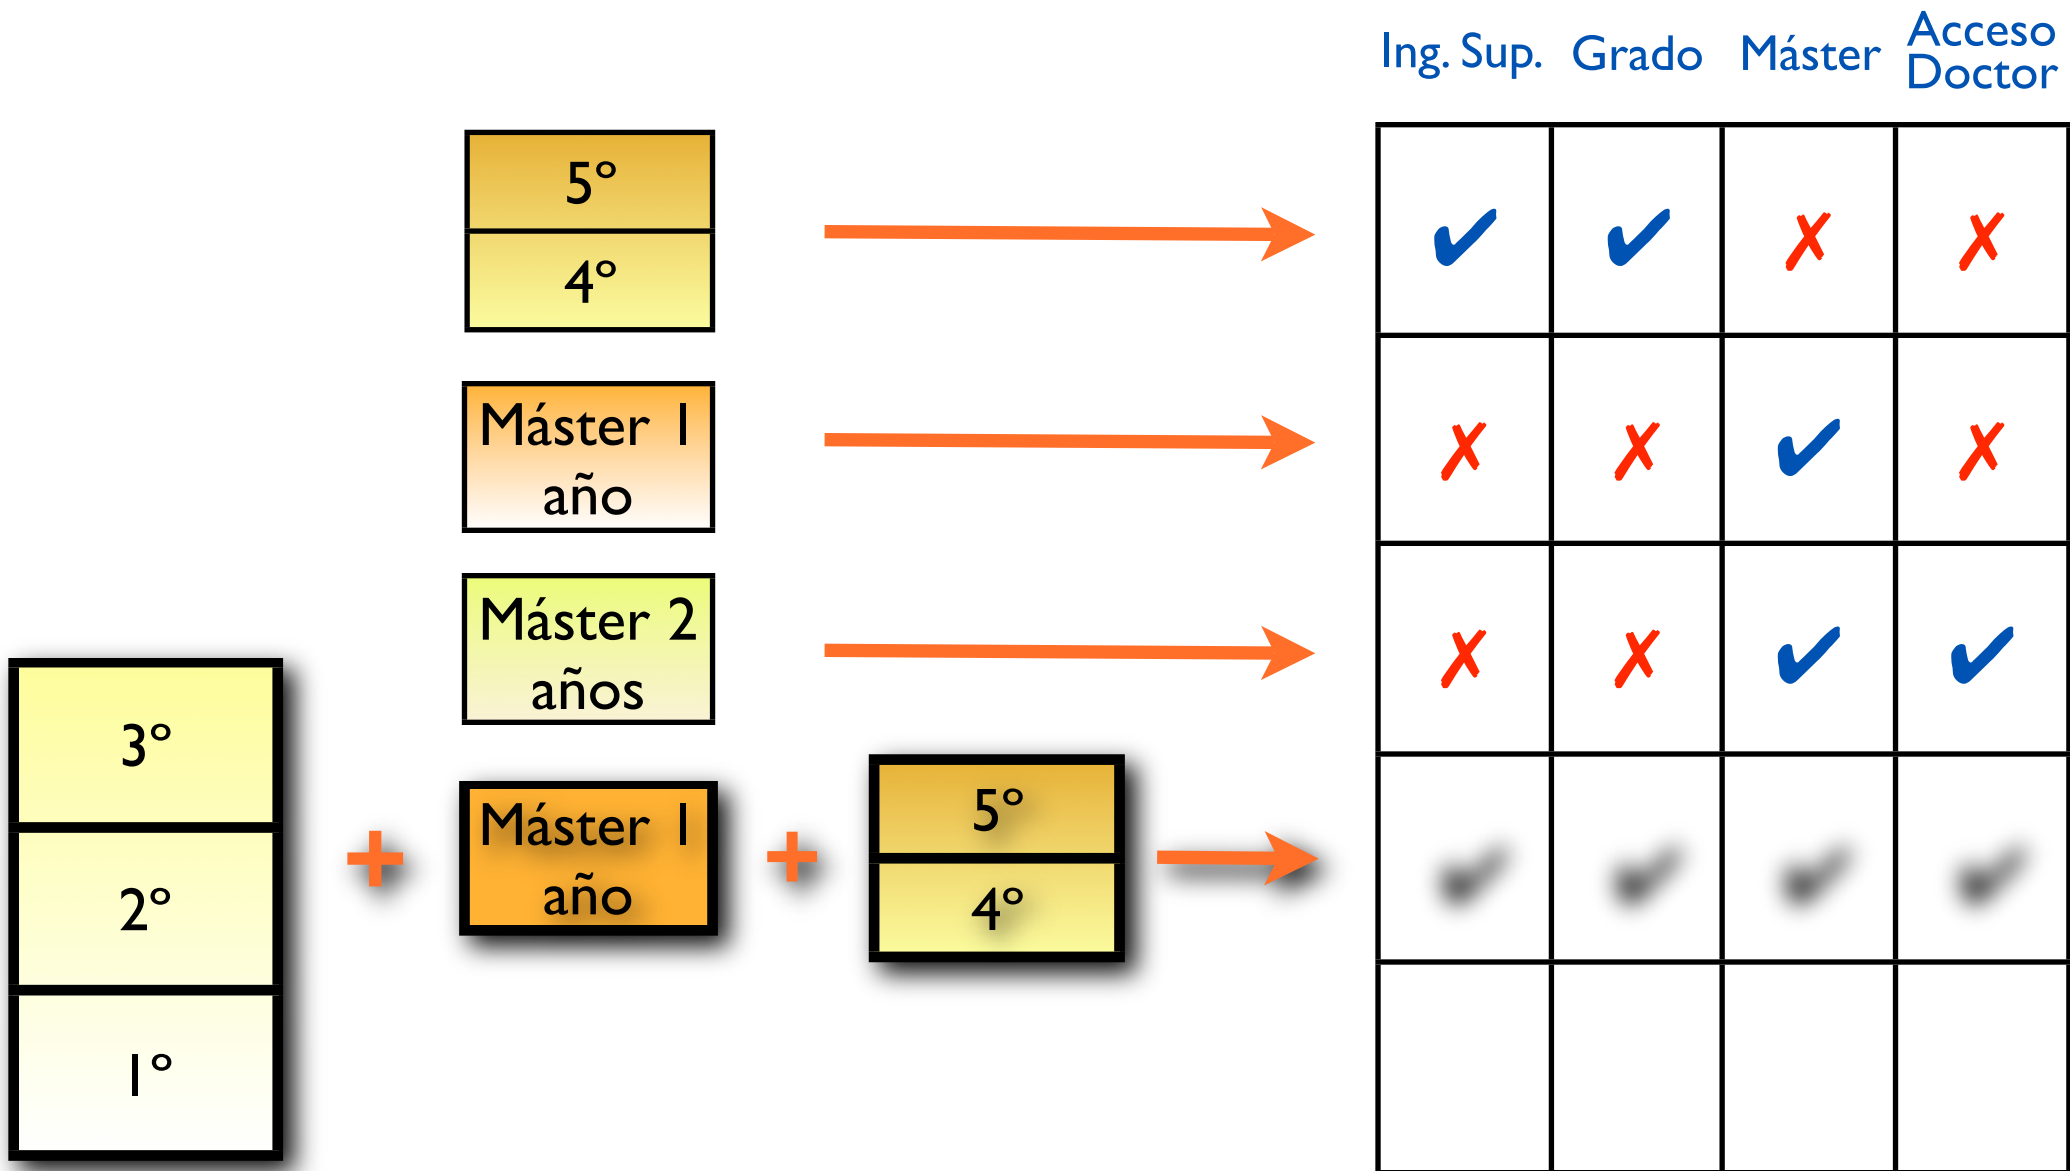 Ing. Sup.
Grado
Máster
Acceso
Doctor
5º
4º
Máster 1
año
Máster 2
años
3º
2º
1º
+
Máster 1
año
+
5º
4º